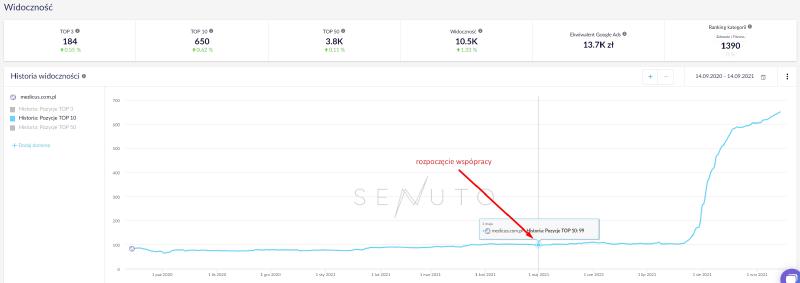 Widoczność
TOP 3
184
0.55 %
TOP 10
650
0.62 %
TOP 50
3.8K
0.11 %
Widoczność
10.5K
1.33 %
Ekwiwalent Google Ads
13.7K zł
Ranking kategorii
Zdrowie i Fitness
1390
Historia widoczności
+
−
14.09.2020 - 14.09.2021
medicus.com.pl
Historia: Pozycje TOP 3
Historia: Pozycje TOP 10
Historia: Pozycje TOP 50
+ Dodaj domenę
700
600
500
400
300
200
100
0
rozpoczęcie współpracy
SENUTO
1 maja
medicus.com.pl: Historia: Pozycje TOP 10: 99
1 paź 2020
1 lis 2020
1 gru 2020
1 sty 2021
1 lut 2021
1 mar 2021
1 kwi 2021
1 maj 2021
1 cze 2021
1 lip 2021
1 sie 2021
1 wrz 2021